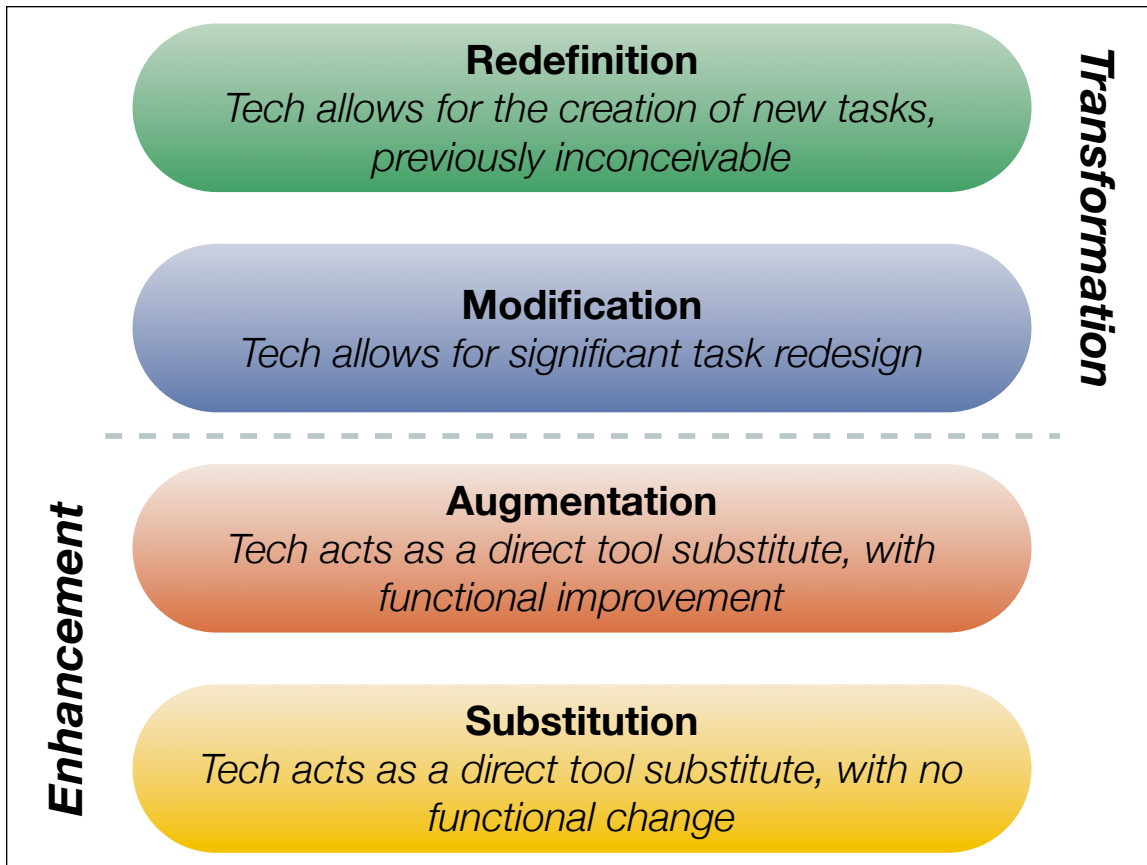 Redefinition
Tech allows for the creation of new tasks,
previously inconceivable
Modification
Tech allows for significant task redesign
Transformation
Augmentation
Tech acts as a direct tool substitute, with
functional improvement
Substitution
Tech acts as a direct tool substitute, with no
functional change
Enhancement